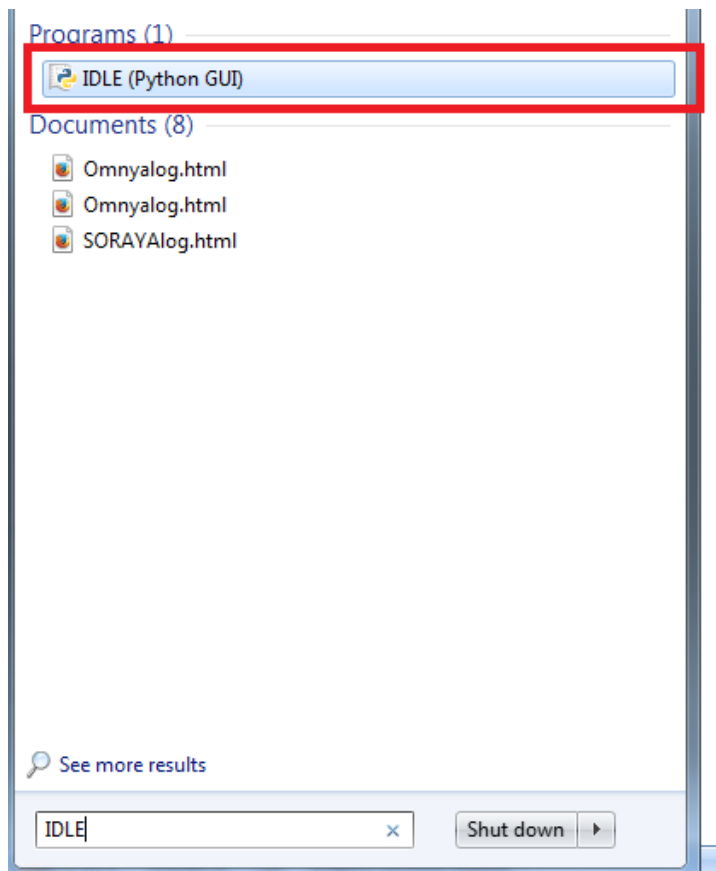 Programs (1)
IDLE (Python GUI)
Documents (8)
Omnyalog.html
Omnyalog.html
SORAYAlog.html
See more results
IDLE
Shut down